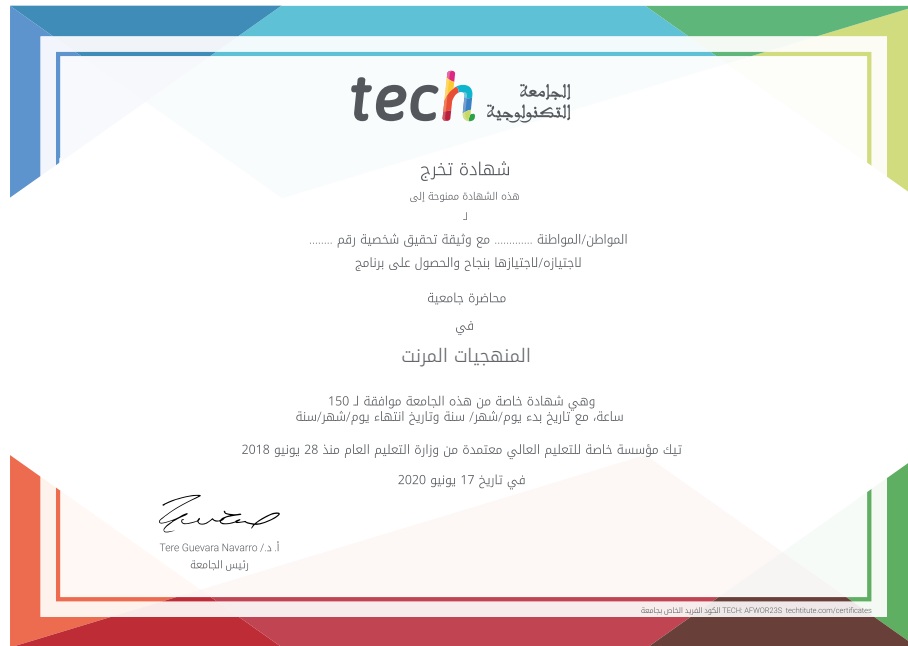 tech الجامعة
التكنولوجية
شهادة تخرج
هذه الشهادة ممنوحة إلى
لـ
المواطن/المواطنة ............. مع وثيقة تحقيق شخصية رقم ........
لاجتيازه/لاجتيازها بنجاح والحصول على برنامج
محاضرة جامعية
في
المنهجيات المرنت
وهي شهادة خاصة من هذه الجامعة موافقة لـ 150
ساعة، مع تاريخ بدء يوم/شهر/ سنة وتاريخ انتهاء يوم/شهر/سنة
تيك مؤسسة خاصة للتعليم العالي معتمدة من وزارة التعليم العام منذ 28 يونيو 2018
في تاريخ 17 يونيو 2020
أ. د./ Tere Guevara Navarro
رئيس الجامعة
الكود الفريد الخاص بجامعة TECH: AFWOR23S techtitute.com/certificates